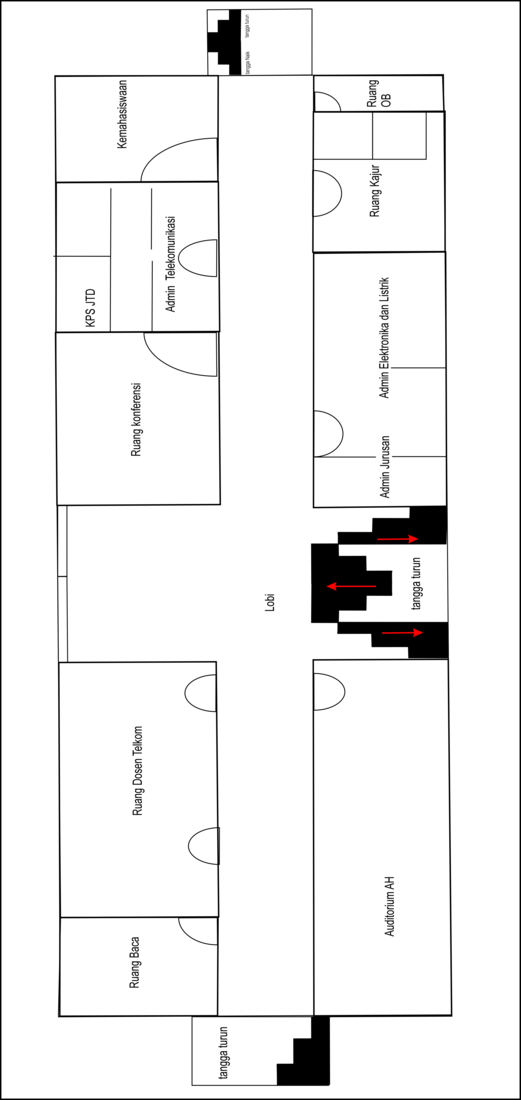 tangga Naik
tangga turun
Kemahasiswaan
Ruang
OB
Ruang Kajur
KPS JTD
Admin Telekomunikasi
Ruang konferensi
Admin Elektronika dan Listrik
Admin Jurusan
Lobi
tangga turun
Ruang Dosen Telkom
Auditorium AH
Ruang Baca
tangga turun